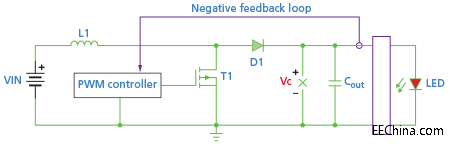 Negative feedback loop
L1
D1
VIN
+
PWM controller
T1
+
Vc
−
Cout
LED
EEChina.com